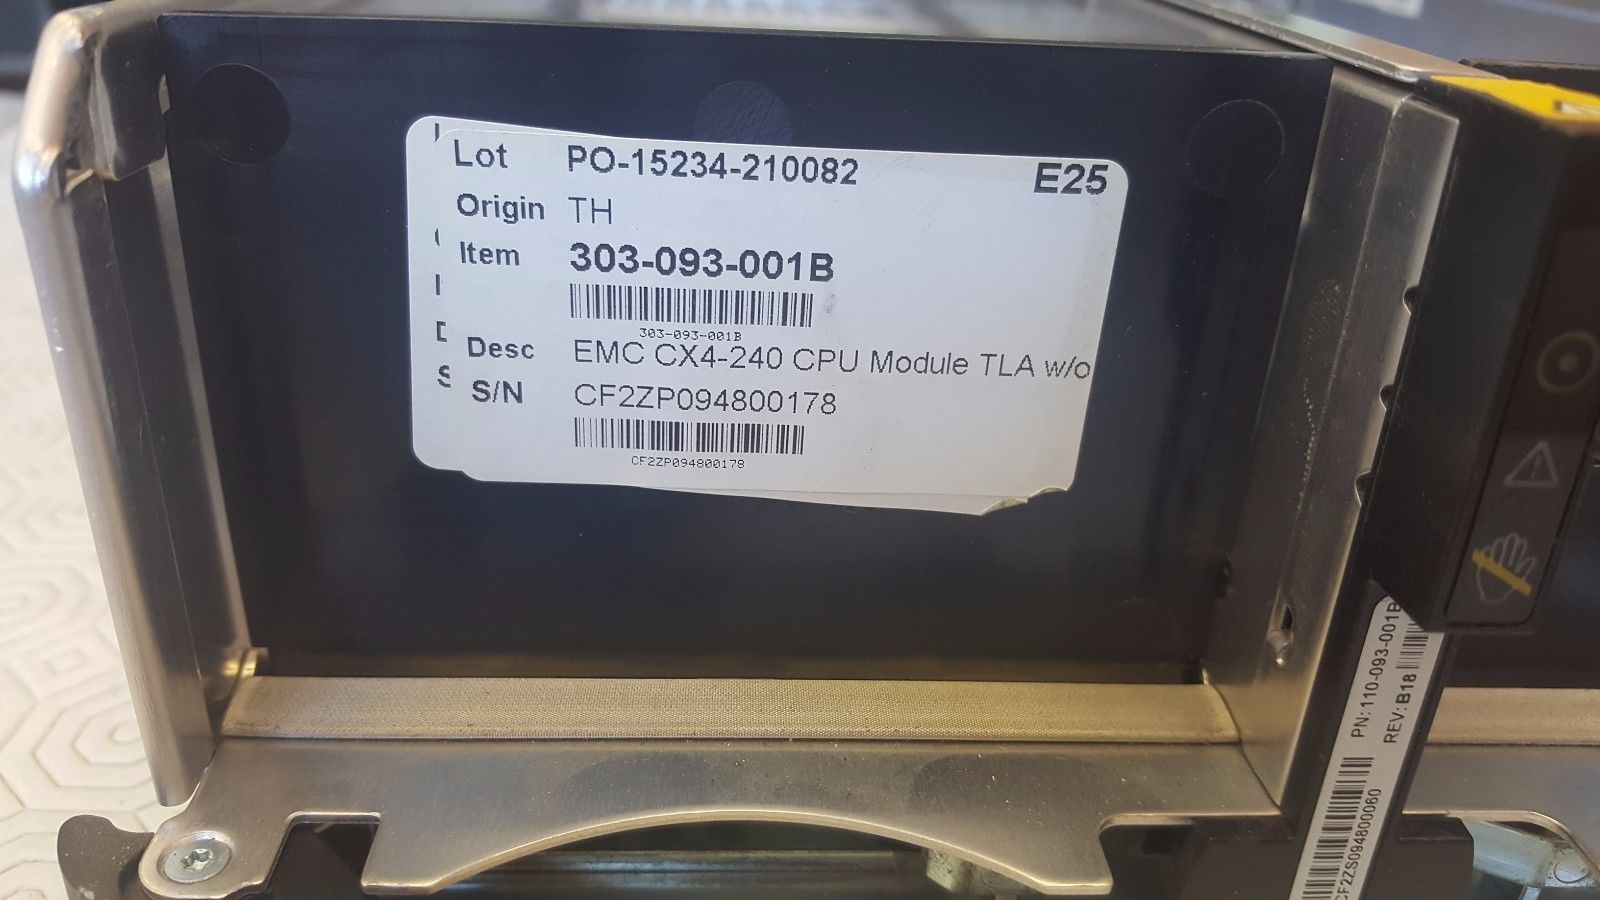 Lot PO-15234-210082 E25
Origin TH
Item 303-093-001B
303-093-001B
Desc EMC CX4-240 CPU Module TLA w/o
S/N CF2ZP094800178
CF2ZP094800178
PN: 110-093-001B
REV: B18
CF2ZS094800060